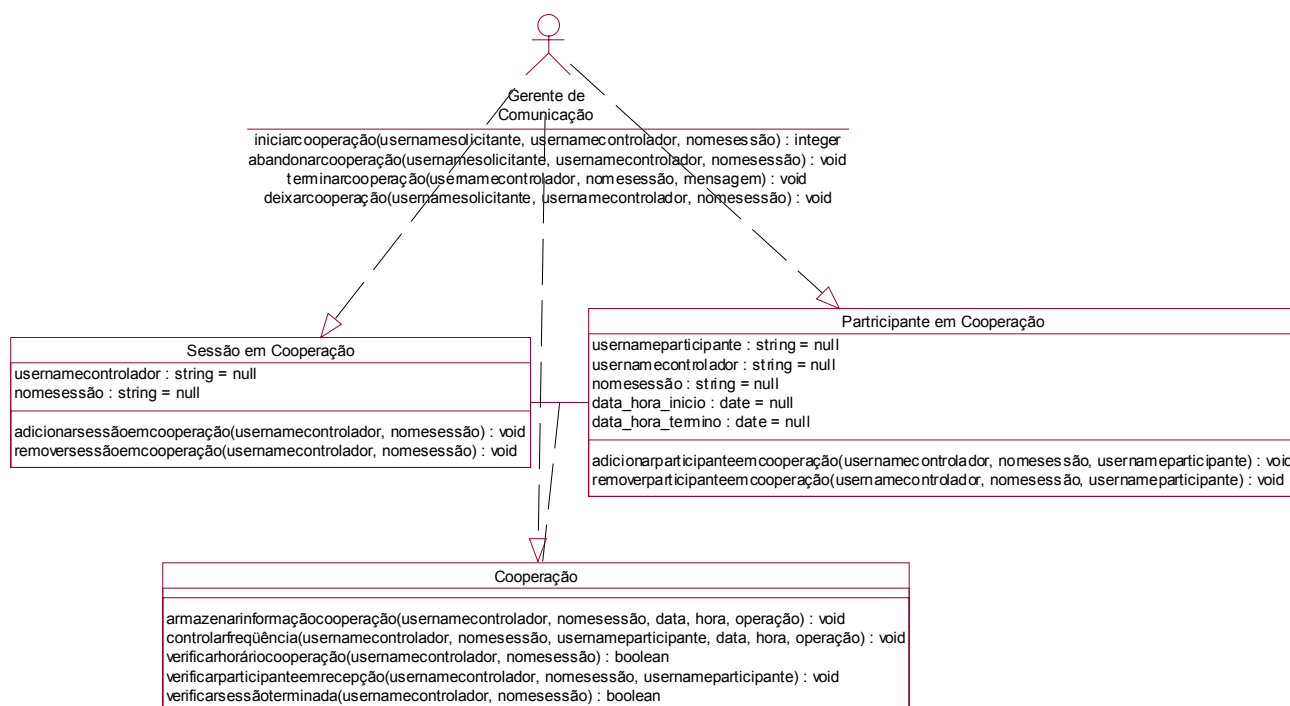 Gerente de
Comunicação
iniciarcooperação(usernamesolicitante, usernamecontrolador, nomesessão) : integer
abandonarcooperação(usernamesolicitante, usernamecontrolador, nomesessão) : void
terminarcooperação(usernamecontrolador, nomesessão, mensagem) : void
deixarcooperação(usernamesolicitante, usernamecontrolador, nomesessão) : void
Sessão em Cooperação
usernamecontrolador : string = null
nomesessão : string = null
adicionarsessãoemcooperação(usernamecontrolador, nomesessão) : void
removersessãoemcooperação(usernamecontrolador, nomesessão) : void
Partricipante em Cooperação
usernameparticipante : string = null
usernamecontrolador : string = null
nomesessão : string = null
data_hora_inicio : date = null
data_hora_termino : date = null
adicionarparticipanteemcooperação(usernamecontrolador, nomesessão, usernameparticipante) : void
removerparticipanteemcooperação(usernamecontrolador, nomesessão, usernameparticipante) : void
Cooperação
armazenarinformaçãocooperação(usernamecontrolador, nomesessão, data, hora, operação) : void
controlarfreqüência(usernamecontrolador, nomesessão, usernameparticipante, data, hora, operação) : void
verificarhoráriocooperação(usernamecontrolador, nomesessão) : boolean
verificarparticipanteemrecepção(usernamecontrolador, nomesessão, usernameparticipante) : void
verificarsessãoterminada(usernamecontrolador, nomesessão) : boolean